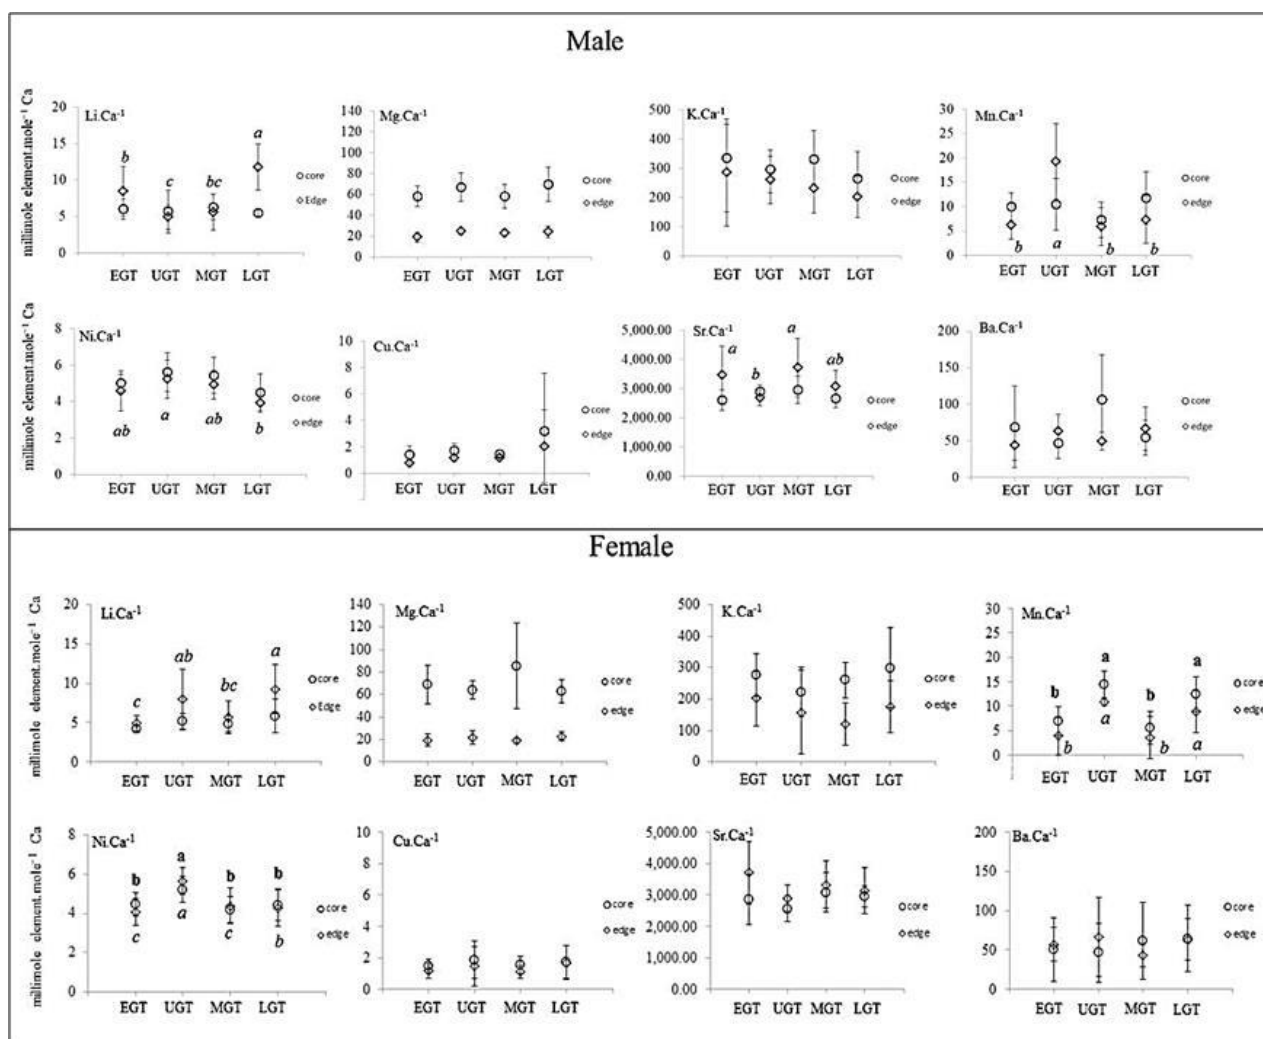 Male
millimole element.mole⁻¹ Ca
Li.Ca⁻¹
20
15
10
5
0
b
c
bc
a
core
Edge
EGT UGT MGT LGT
Mg.Ca⁻¹
140
120
100
80
60
40
20
0
core
edge
EGT UGT MGT LGT
K.Ca⁻¹
500
400
300
200
100
0
core
edge
EGT UGT MGT LGT
Mn.Ca⁻¹
30
25
20
15
10
5
0
core
edge
b a b b
EGT UGT MGT LGT
millimole element.mole⁻¹ Ca
Ni.Ca⁻¹
8
6
4
2
0
core
edge
ab a ab b
EGT UGT MGT LGT
Cu.Ca⁻¹
10
8
6
4
2
0
core
edge
EGT UGT MGT LGT
Sr.Ca⁻¹
5,000.00
4,000.00
3,000.00
2,000.00
1,000.00
0.00
a b a ab
core
edge
EGT UGT MGT LGT
Ba.Ca⁻¹
200
150
100
50
0
core
edge
EGT UGT MGT LGT
Female
millimole element.mole⁻¹ Ca
Li.Ca⁻¹
20
15
10
5
0
c ab bc a
core
Edge
EGT UGT MGT LGT
Mg.Ca⁻¹
140
120
100
80
60
40
20
0
core
edge
EGT UGT MGT LGT
K.Ca⁻¹
500
400
300
200
100
0
core
edge
EGT UGT MGT LGT
Mn.Ca⁻¹
30
25
20
15
10
5
0
b a b a
core
edge
b a b a
EGT UGT MGT LGT
millimole element.mole⁻¹ Ca
Ni.Ca⁻¹
8
6
4
2
0
b a b b
core
edge
c a c b
EGT UGT MGT LGT
Cu.Ca⁻¹
10
8
6
4
2
0
core
edge
EGT UGT MGT LGT
Sr.Ca⁻¹
5,000.00
4,000.00
3,000.00
2,000.00
1,000.00
0.00
core
edge
EGT UGT MGT LGT
Ba.Ca⁻¹
200
150
100
50
0
core
edge
EGT UGT MGT LGT